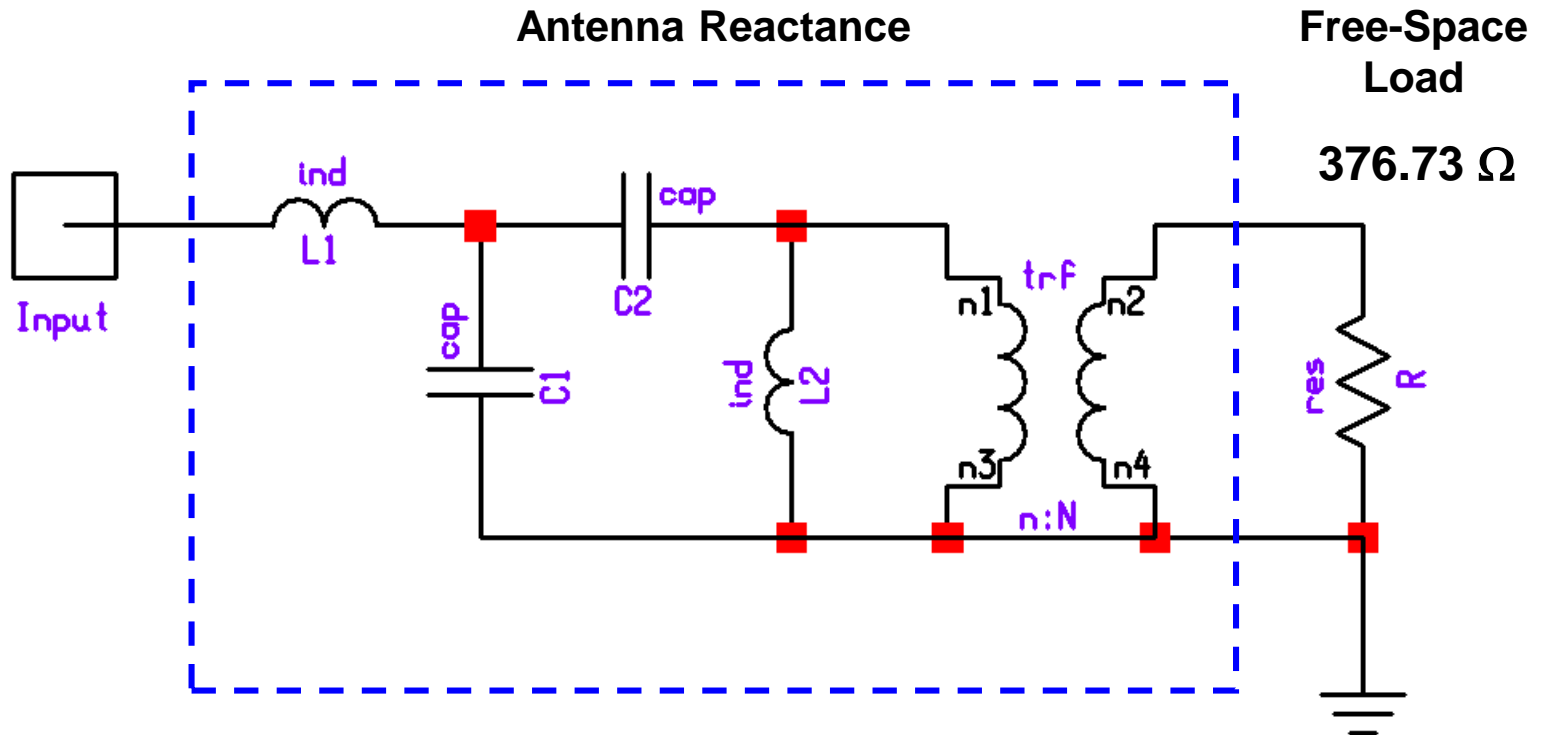 Antenna Reactance
Free-Space
Load
376.73 Ω
ind
L1
Input
cap
C1
cap
C2
ind
L2
trf
n1
n2
n3
n4
n:N
res
R